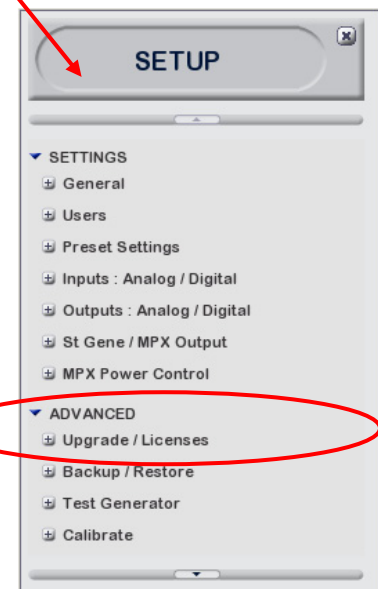 SETUP
SETTINGS
General
Users
Preset Settings
Inputs : Analog / Digital
Outputs : Analog / Digital
St Gene / MPX Output
MPX Power Control
ADVANCED
Upgrade / Licenses
Backup / Restore
Test Generator
Calibrate